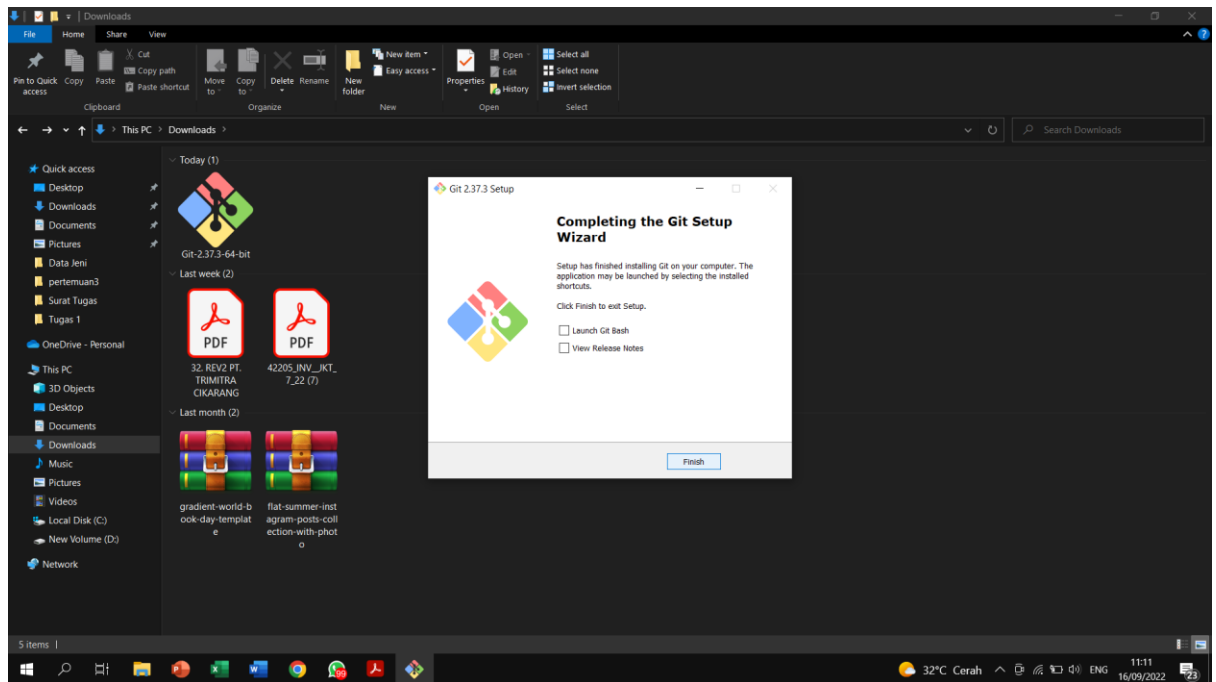 Downloads
File Home Share View
Pin to Quick access
Copy
Paste
Cut
Copy path
Paste shortcut
Clipboard
Move to
Copy to
Delete
Rename
Organize
New folder
New item
Easy access
New
Properties
Open
Edit
History
Open
Select all
Select none
Invert selection
Select
This PC > Downloads >
Search Downloads
Quick access
Desktop
Downloads
Documents
Pictures
Data Jeni
pertemuan3
Surat Tugas
Tugas 1
OneDrive - Personal
This PC
3D Objects
Desktop
Documents
Downloads
Music
Pictures
Videos
Local Disk (C:)
New Volume (D:)
Network
Today (1)
Git-2.37.3-64-bit
Last week (2)
PDF
32. REV2 PT.
TRIMITRA
CIKARANG
PDF
42205_INV__JKT_
7_22 (7)
Last month (2)
gradient-world-b
ook-day-templat
e
flat-summer-inst
agram-posts-coll
ection-with-phot
o
Git 2.37.3 Setup
Completing the Git Setup
Wizard
Setup has finished installing Git on your computer. The
application may be launched by selecting the installed
shortcuts.
Click Finish to exit Setup.
Launch Git Bash
View Release Notes
Finish
5 items
99
32°C Cerah
ENG
11:11
16/09/2022
23